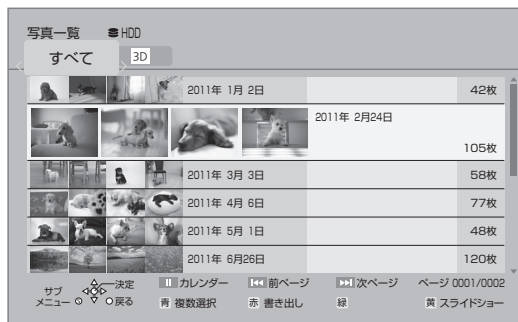 写真一覧 HDD
すべて 3D
2011年 1月 2日 42枚
2011年 2月24日
105枚
2011年 3月 3日 58枚
2011年 4月 6日 77枚
2011年 5月 1日 48枚
2011年 6月26日 120枚
サブメニュー S 決定 戻る
カレンダー 前ページ 次ページ ページ 0001/0002
青 複数選択 赤 書き出し 緑 黄 スライドショー